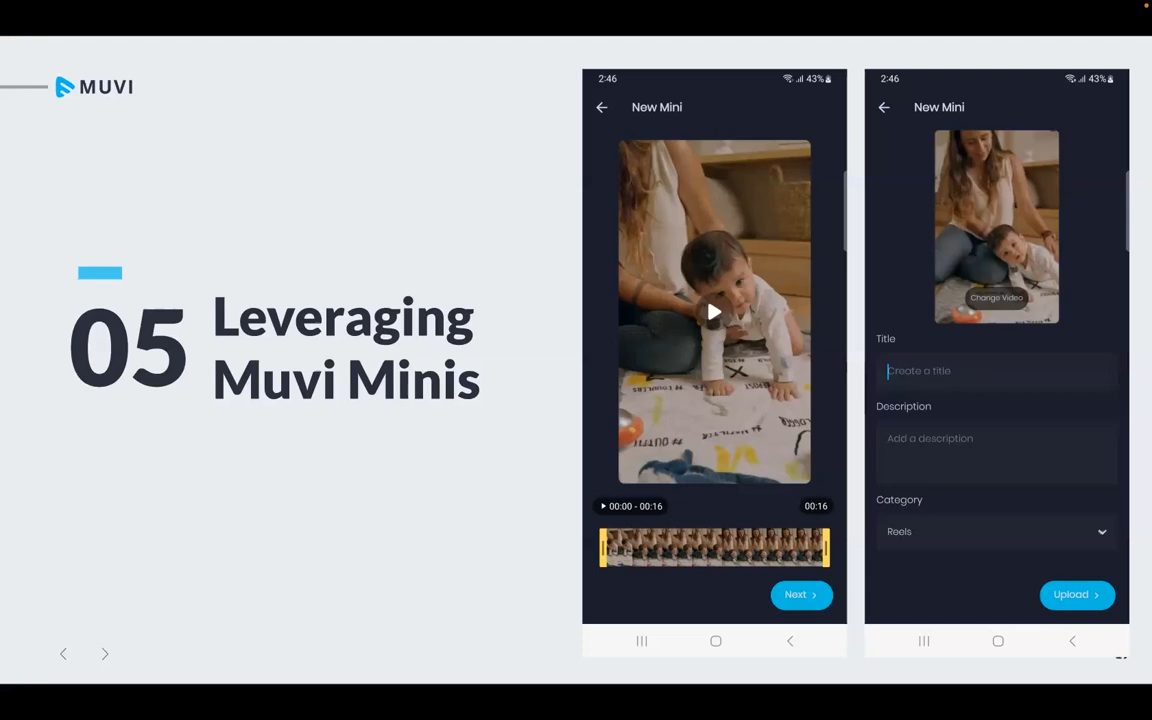 MUVI
05
Leveraging
Muvi Minis
2:46
43%
New Mini
00:00 - 00:16
00:16
Next
2:46
43%
New Mini
Change Video
Title
Create a title
Description
Add a description
Category
Reels
Upload